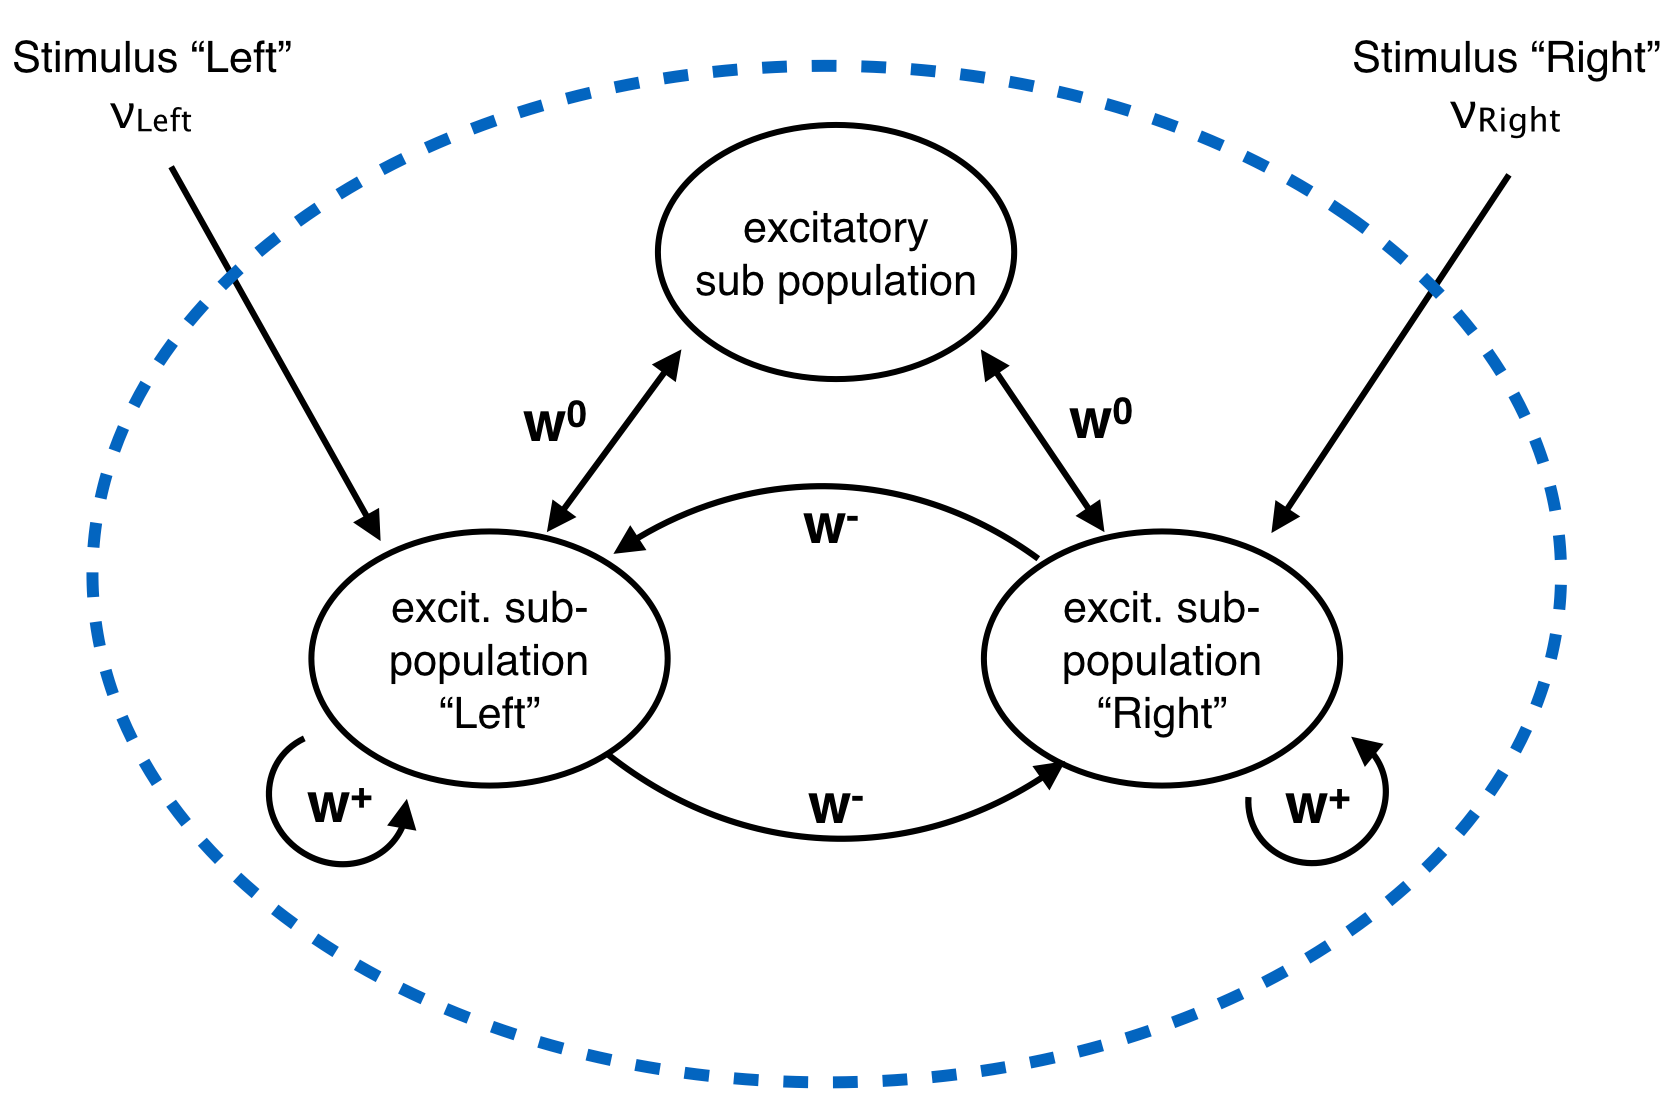 Stimulus “Left”
νLeft
Stimulus “Right”
νRight
excitatory
sub population
w⁰
w⁰
w⁻
excit. sub-
population
“Left”
excit. sub-
population
“Right”
w⁺
w⁻
w⁺